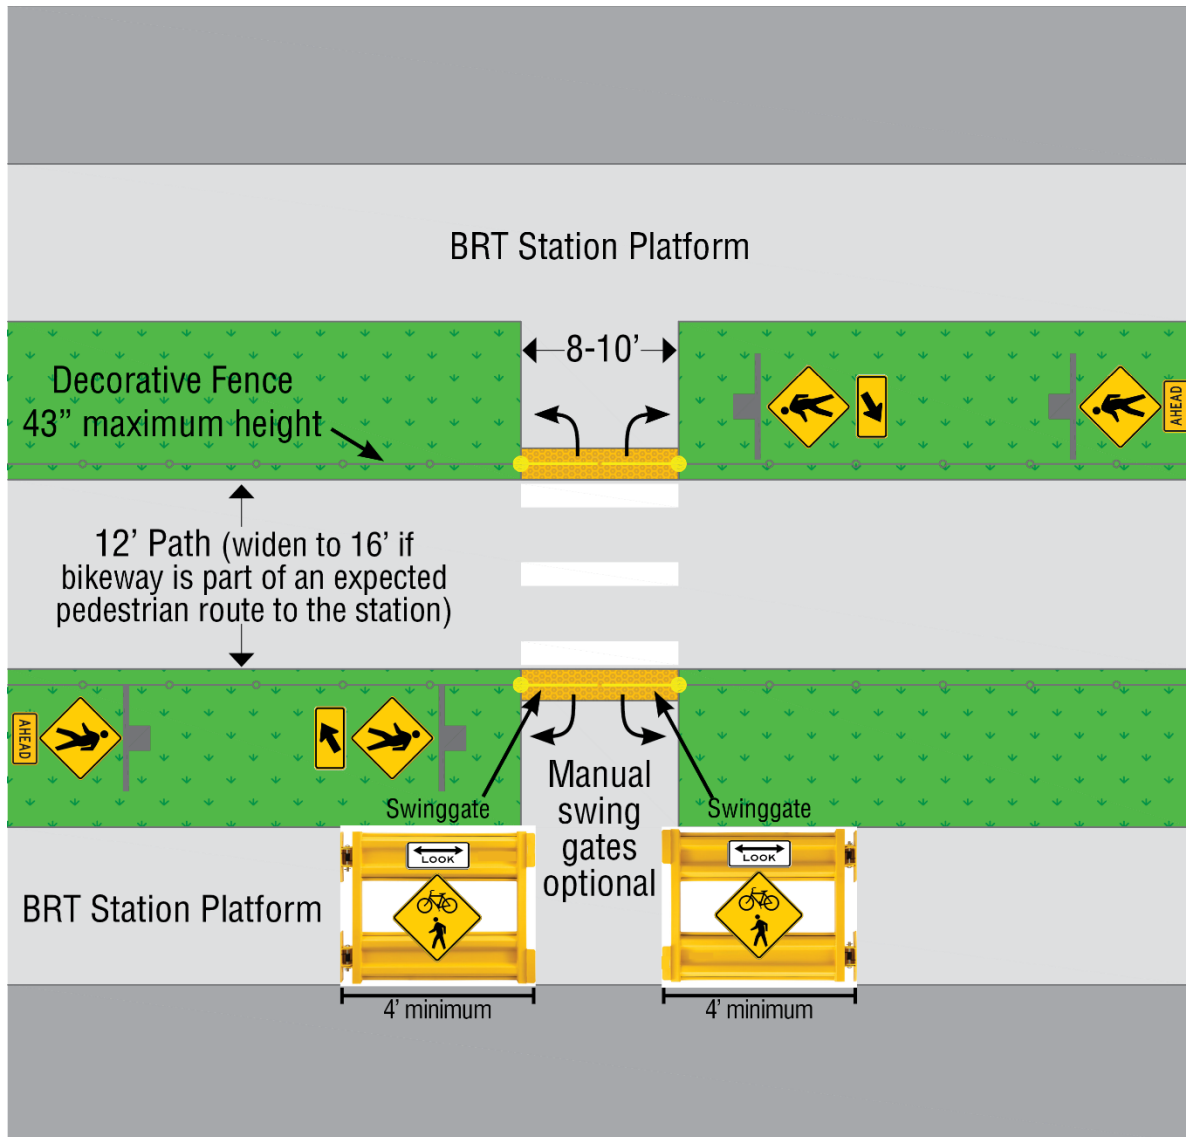 BRT Station Platform
8-10’
Decorative Fence
43” maximum height
AHEAD
12’ Path (widen to 16’ if
bikeway is part of an expected
pedestrian route to the station)
AHEAD
Manual
swing
gates
optional
Swinggate
Swinggate
LOOK
LOOK
BRT Station Platform
4’ minimum
4’ minimum